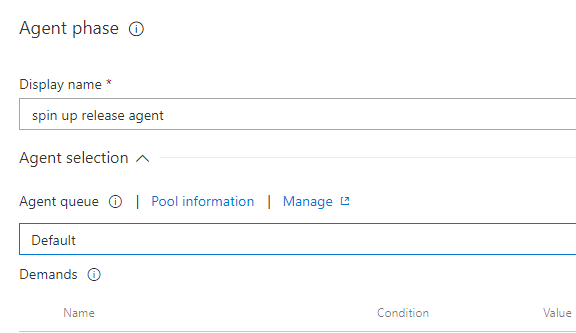 Agent phase
Display name *
spin up release agent
Agent selection
Agent queue | Pool information | Manage
Default
Demands
Name Condition Value